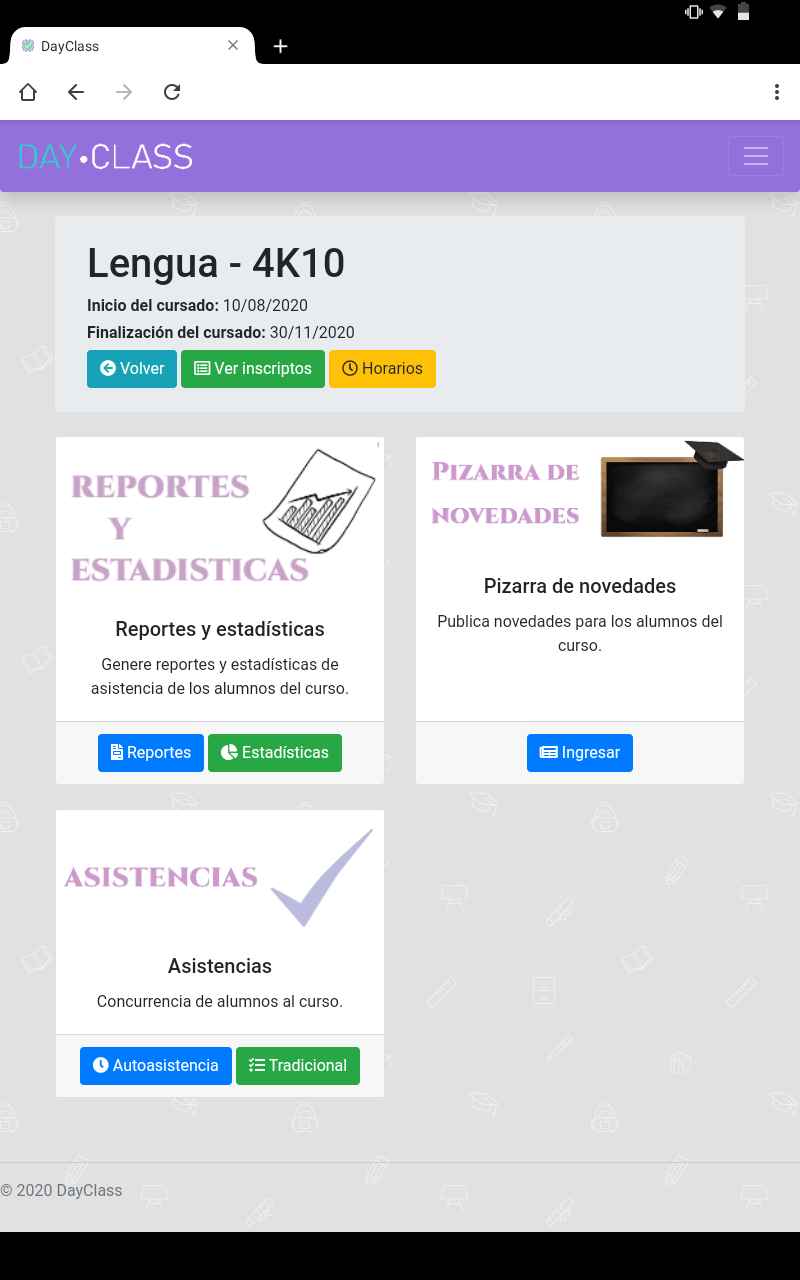 DayClass
DAY•CLASS
Lengua - 4K10
Inicio del cursado: 10/08/2020
Finalización del cursado: 30/11/2020
Volver
Ver inscriptos
Horarios
REPORTES
Y
ESTADISTICAS
Reportes y estadísticas
Genere reportes y estadísticas de
asistencia de los alumnos del curso.
Reportes
Estadísticas
PIZARRA DE
NOVEDADES
Pizarra de novedades
Publica novedades para los alumnos del
curso.
Ingresar
ASISTENCIAS
Asistencias
Concurrencia de alumnos al curso.
Autoasistencia
Tradicional
© 2020 DayClass